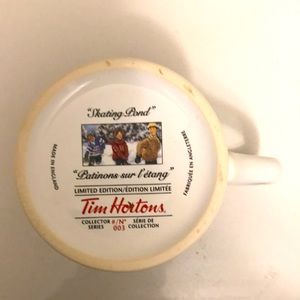 "Skating Pond"
MADE IN ENGLAND
FABRIQUÉE EN ANGLETERRE
"Patinons sur l'étang"
LIMITED EDITION/ÉDITION LIMITÉE
Tim Hortons.
COLLECTOR #/Nº SÉRIE DE
SERIES 003 COLLECTION